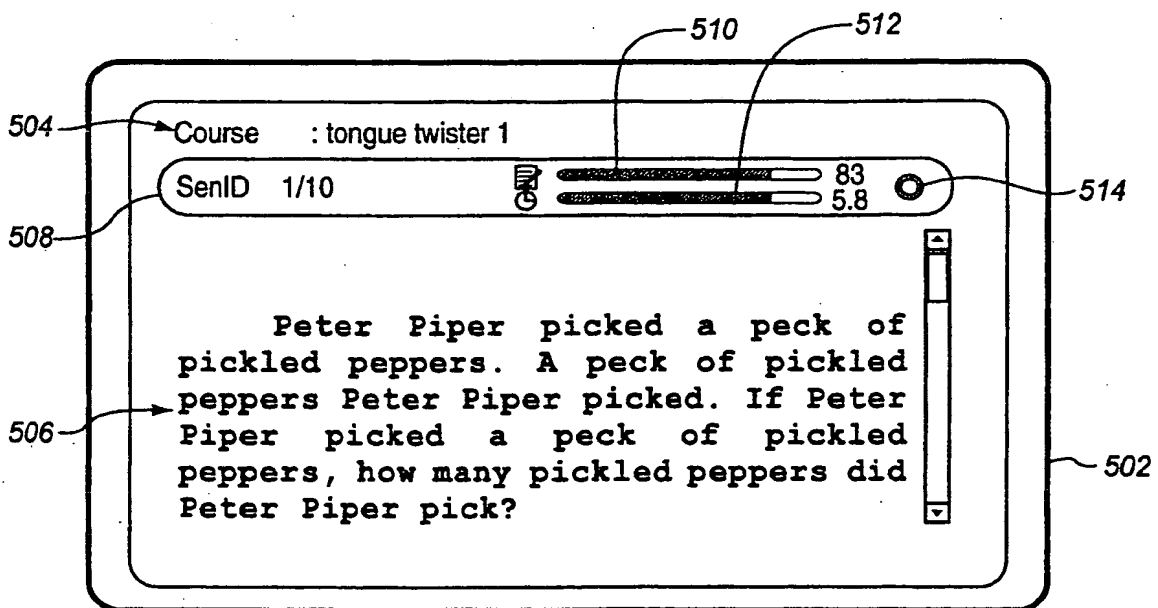 510
512
504
Course : tongue twister 1
SenID 1/10
83
5.8
514
508
Peter Piper picked a peck of
pickled peppers. A peck of pickled
peppers Peter Piper picked. If Peter
506
Piper picked a peck of pickled
peppers, how many pickled peppers did
502
Peter Piper pick?